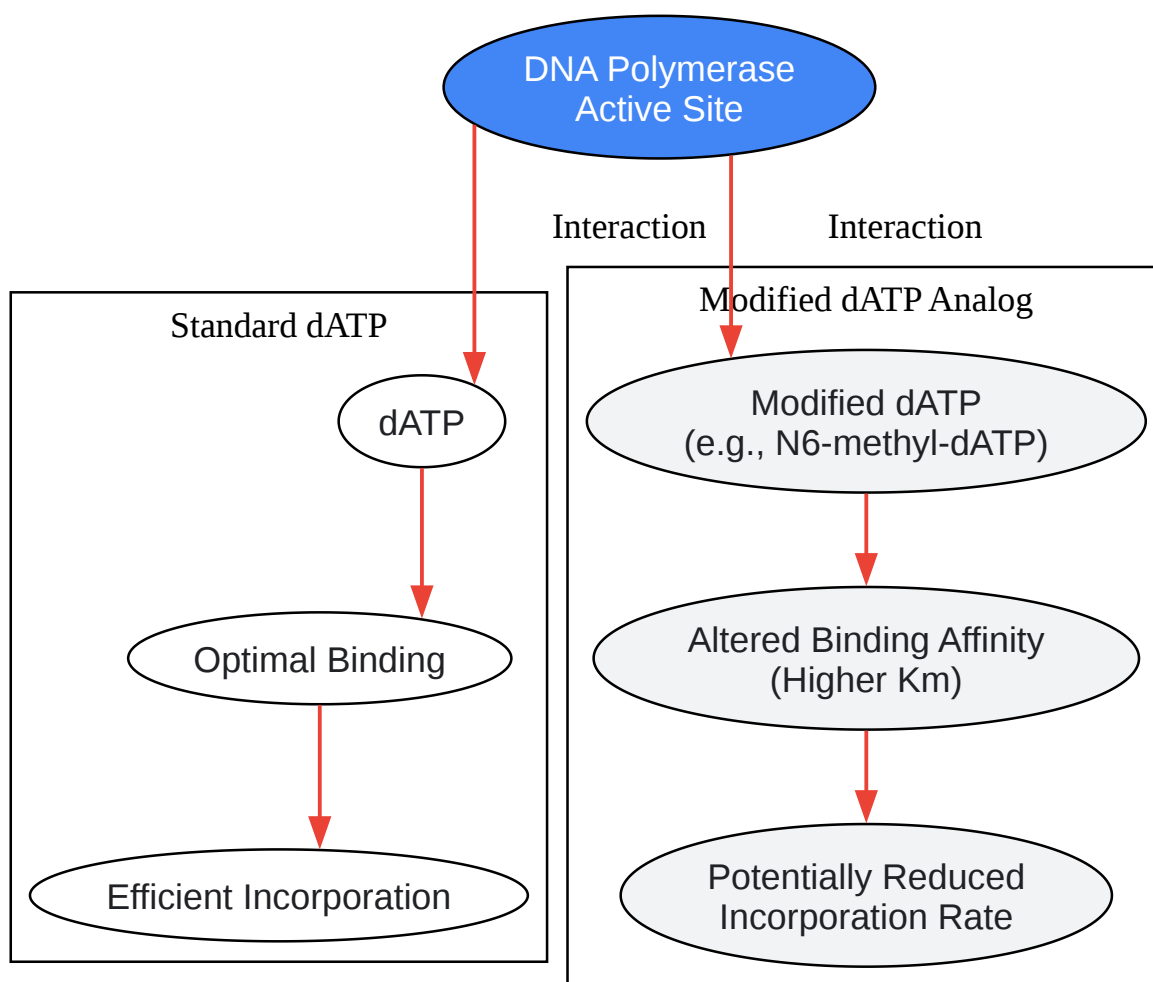 DNA Polymerase
Active Site
Interaction
Interaction
Standard dATP
dATP
Optimal Binding
Efficient Incorporation
Modified dATP Analog
Modified dATP
(e.g., N6-methyl-dATP)
Altered Binding Affinity
(Higher Km)
Potentially Reduced
Incorporation Rate